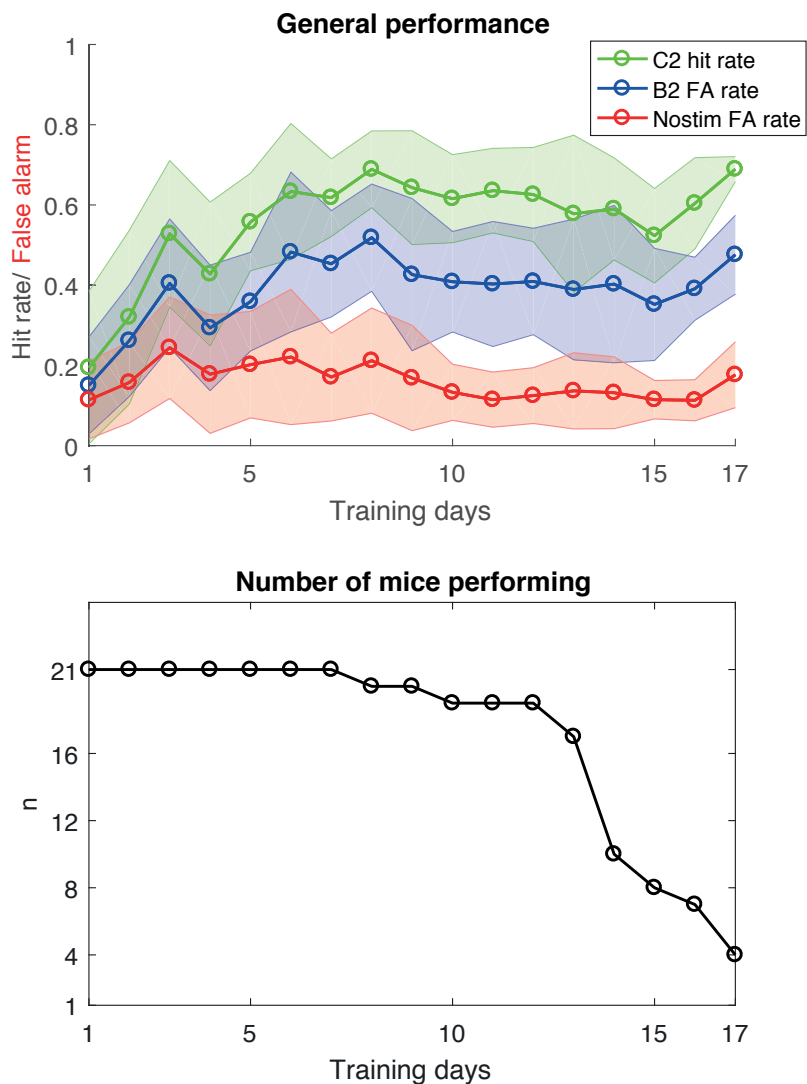 General performance
C2 hit rate
B2 FA rate
Nostim FA rate
Hit rate/ False alarm
1
0.8
0.6
0.4
0.2
0
1 5 10 15 17
Training days
Number of mice performing
n
21
16
12
8
4
1
1 5 10 15 17
Training days